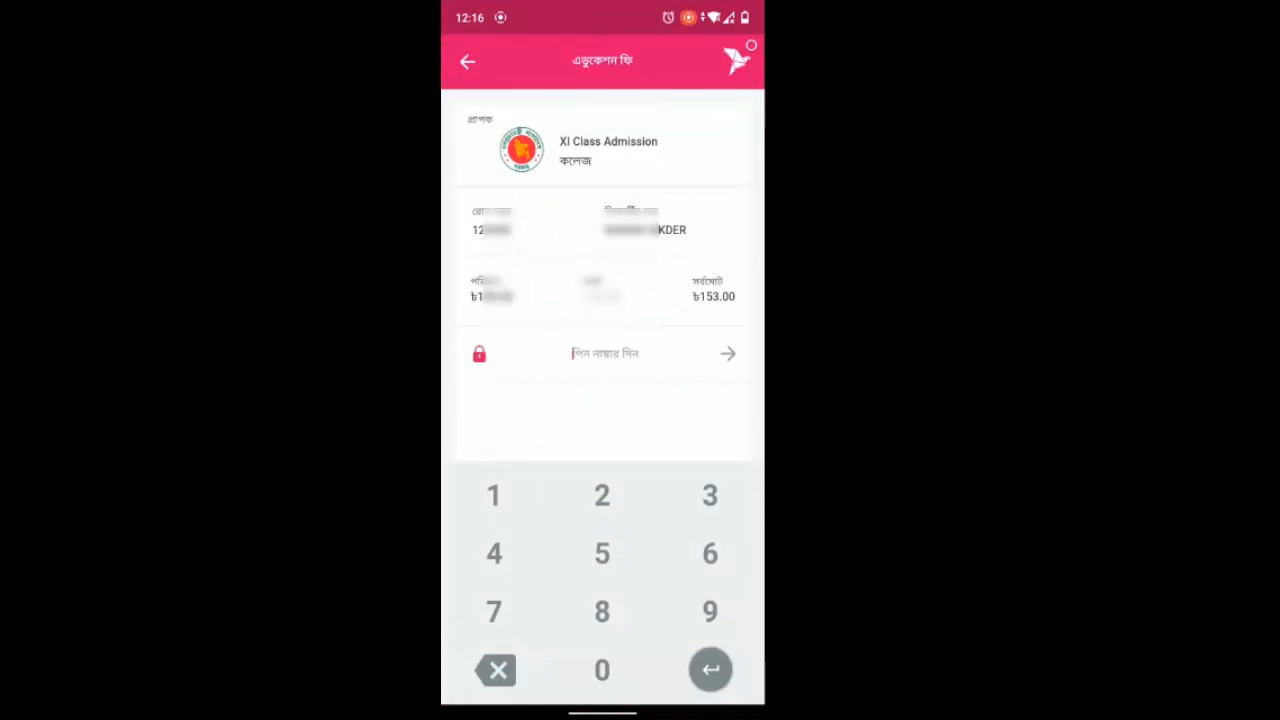 12:16
এডুকেশন ফি
প্রাপক
XI Class Admission
কলেজ
12
KDER
সর্বমোট
৳1
৳153.00
পিন নাম্বার দিন
1 2 3
4 5 6
7 8 9
0